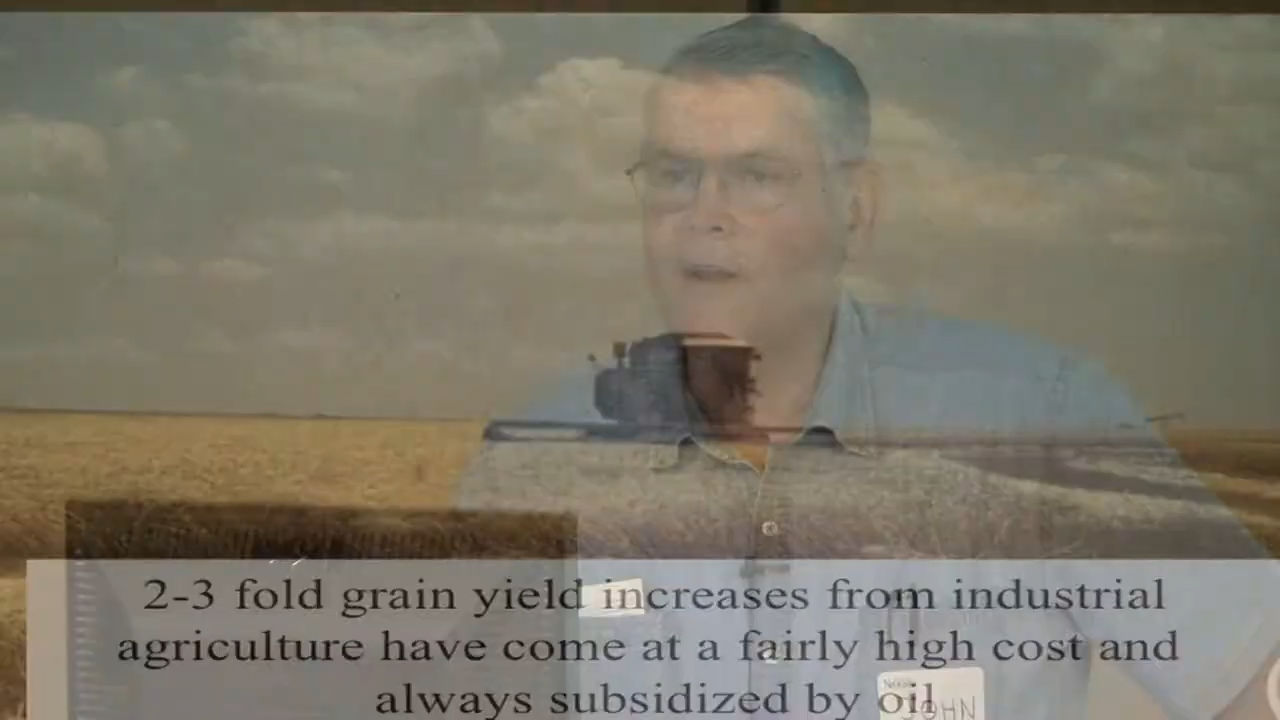 2-3 fold grain yield increases from industrial
agriculture have come at a fairly high cost and
always subsidized by oil
JOHN